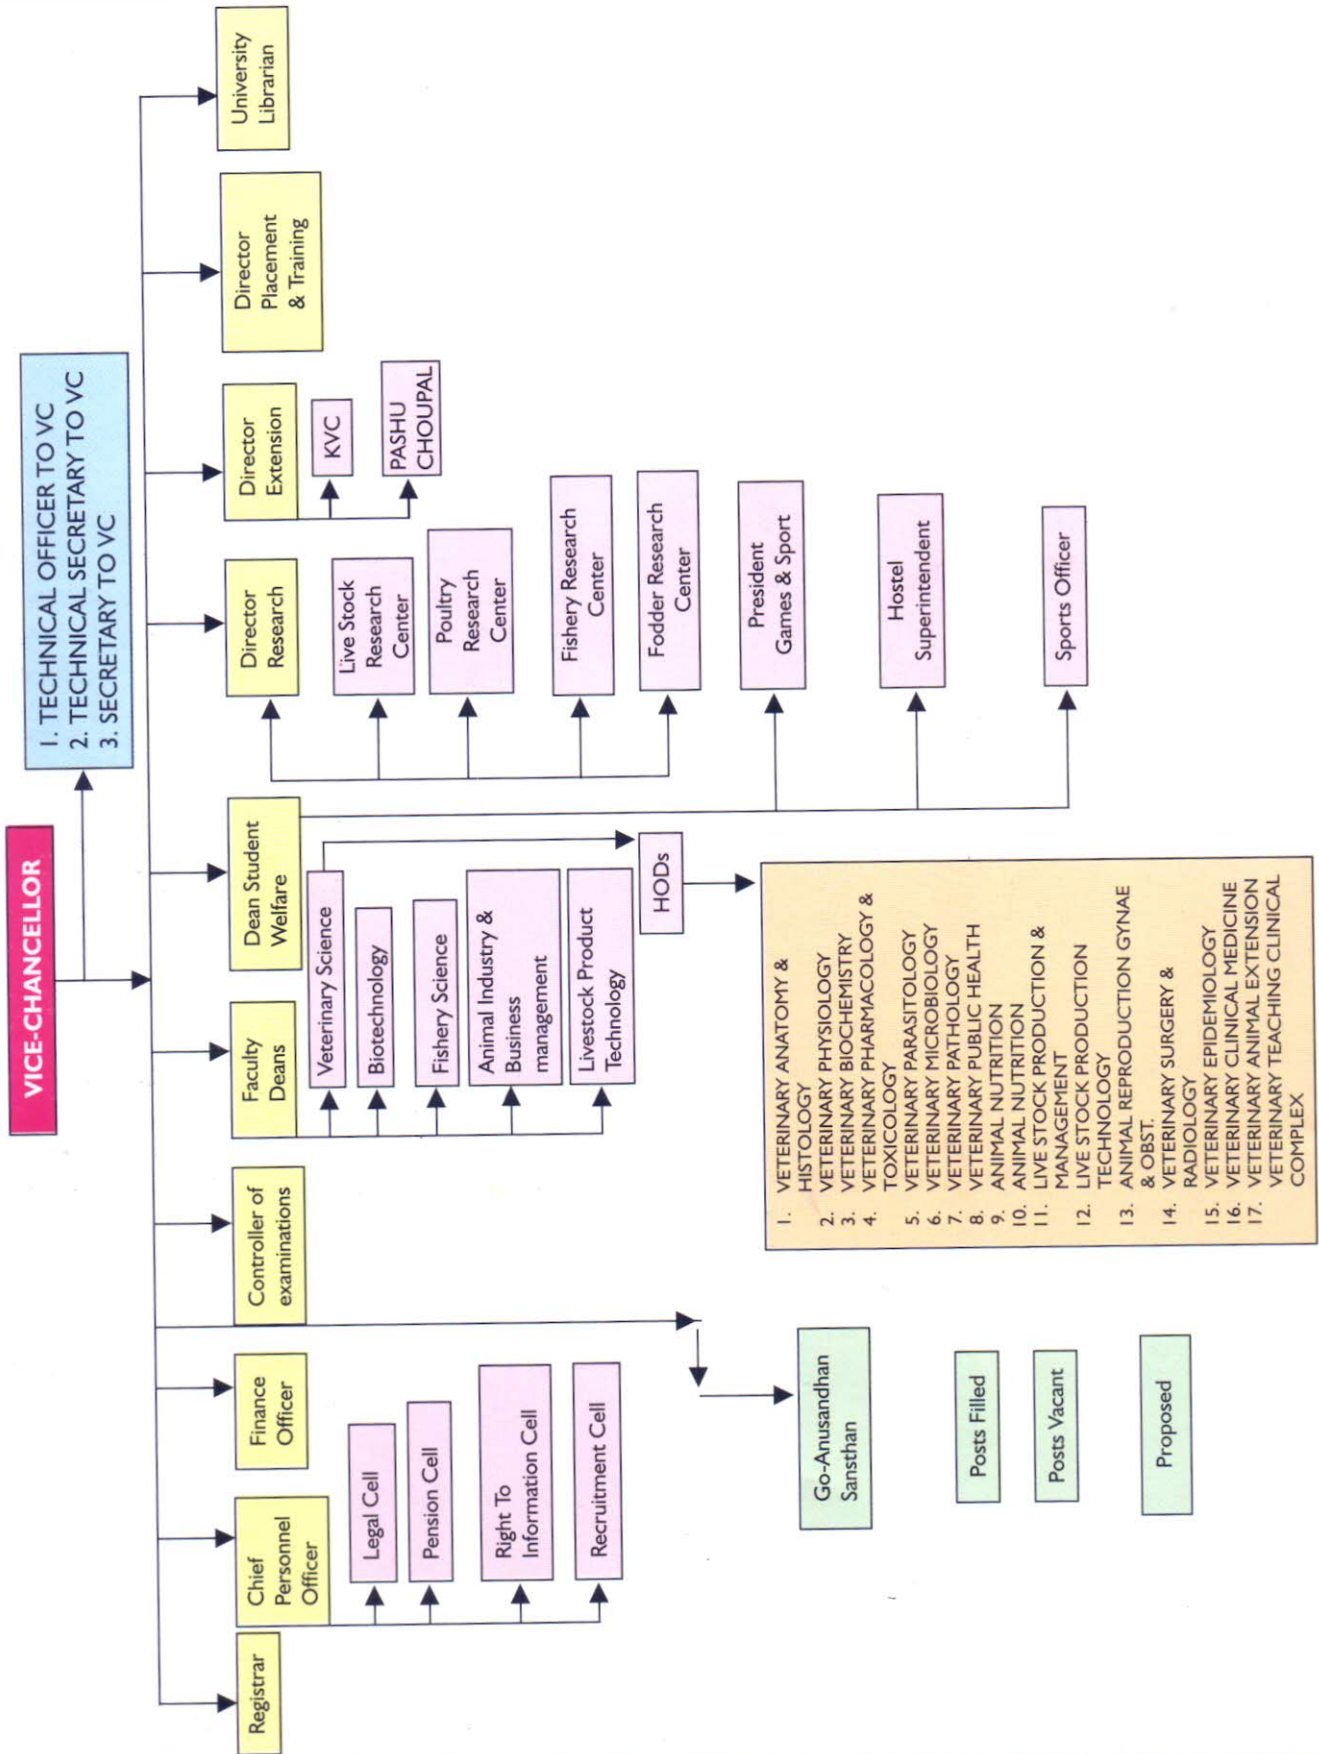 VICE-CHANCELLOR
1. TECHNICAL OFFICER TO VC
2. TECHNICAL SECRETARY TO VC
3. SECRETARY TO VC
Registrar
Chief
Personnel
Officer
Finance
Officer
Controller of
examinations
Faculty
Deans
Dean Student
Welfare
Director
Research
Director
Extension
Director
Placement
& Training
University
Librarian
Legal Cell
Pension Cell
Right To
Information Cell
Recruitment Cell
Veterinary Science
Biotechnology
Fishery Science
Animal Industry &
Business
management
Livestock Product
Technology
HODs
Live Stock
Research
Center
Poultry
Research
Center
Fishery Research
Center
Fodder Research
Center
President
Games & Sport
Hostel
Superintendent
Sports Officer
KVC
PASHU
CHOUPAL
Go-Anusandhan
Sansthan
Posts Filled
Posts Vacant
Proposed
1. VETERINARY ANATOMY &
HISTOLOGY
2. VETERINARY PHYSIOLOGY
3. VETERINARY BIOCHEMISTRY
4. VETERINARY PHARMACOLOGY &
TOXICOLOGY
5. VETERINARY PARASITOLOGY
6. VETERINARY MICROBIOLOGY
7. VETERINARY PATHOLOGY
8. VETERINARY PUBLIC HEALTH
9. ANIMAL NUTRITION
10. ANIMAL NUTRITION
11. LIVE STOCK PRODUCTION &
MANAGEMENT
12. LIVE STOCK PRODUCTION
TECHNOLOGY
13. ANIMAL REPRODUCTION GYNAE
& OBST.
14. VETERINARY SURGERY &
RADIOLOGY
15. VETERINARY EPIDEMIOLOGY
16. VETERINARY CLINICAL MEDICINE
17. VETERINARY ANIMAL EXTENSION
VETERINARY TEACHING CLINICAL
COMPLEX